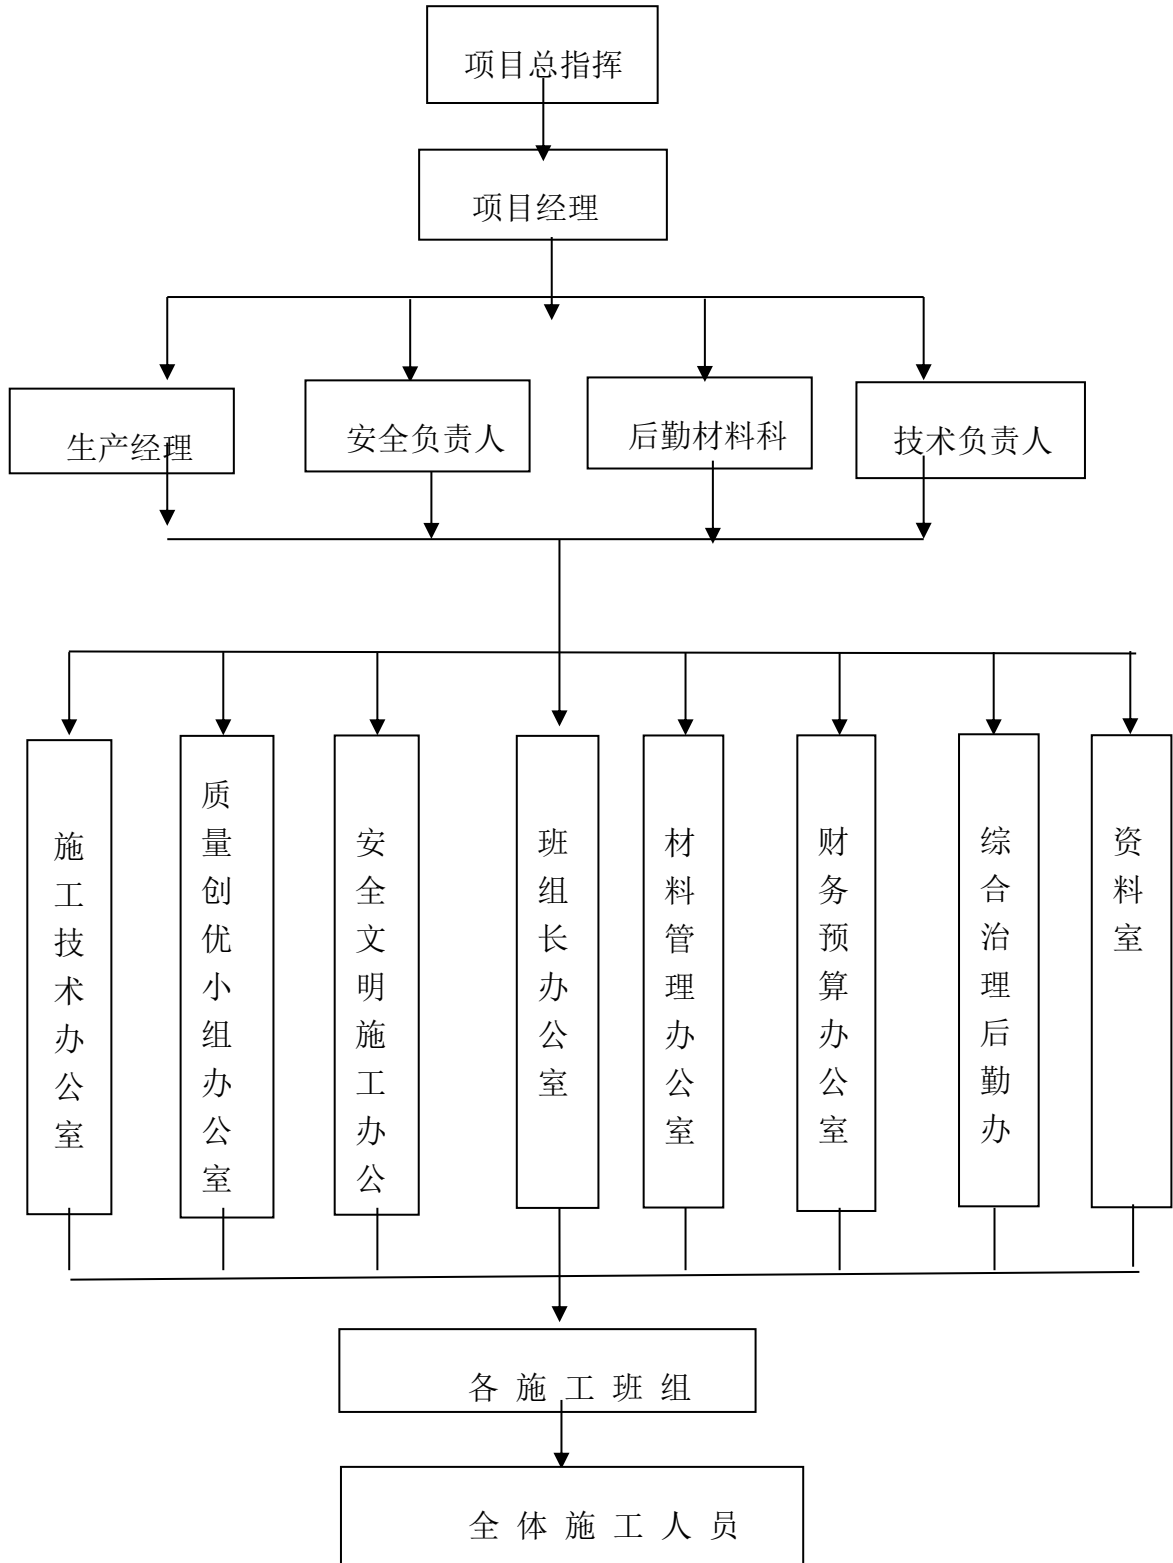 项目总指挥
项目经理
生产经理
安全负责人
后勤材料科
技术负责人
施工技术办公室
质量创优小组办公室
安全文明施工办公
班组长办公室
材料管理办公室
财务预算办公室
综合治理后勤办
资料室
各施工班组
全体施工人员